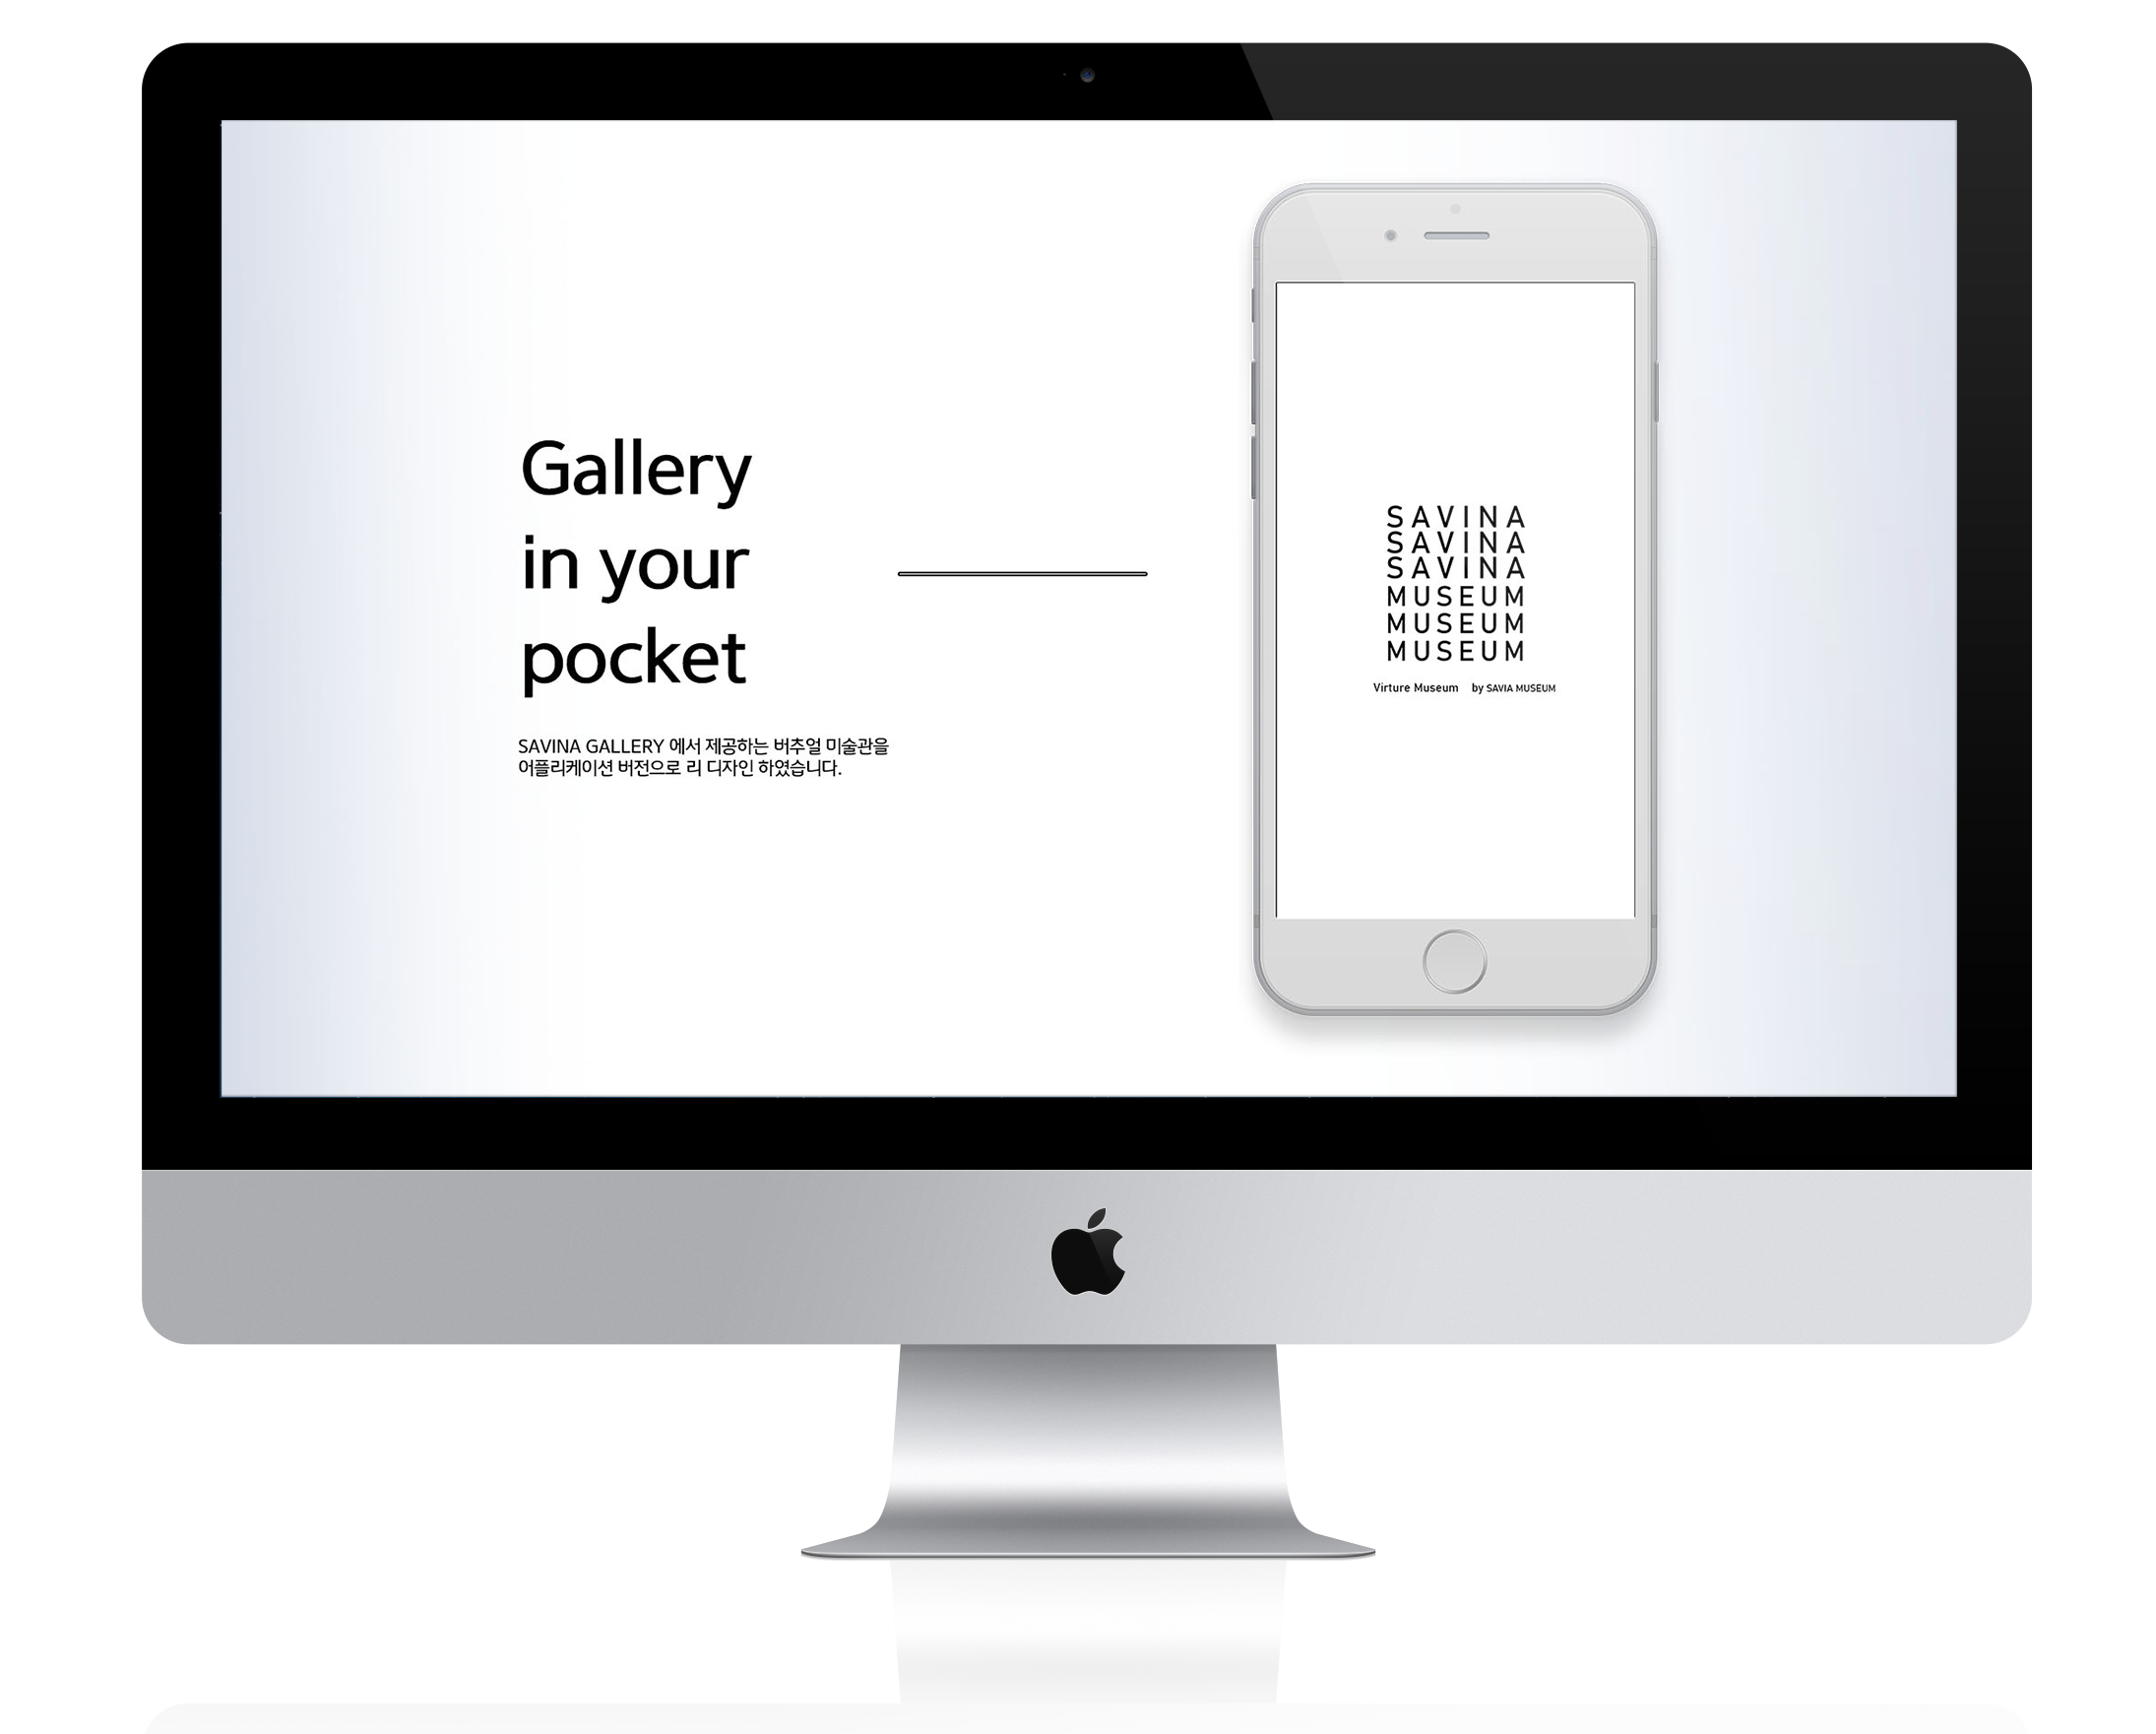 Gallery
in your
pocket
SAVINA GALLERY 에서 제공하는 버추얼 미술관을
어플리케이션 버전으로 리 디자인 하였습니다.
SAVINA
SAVINA
SAVINA
MUSEUM
MUSEUM
MUSEUM
Virture Museum by SAVIA MUSEUM